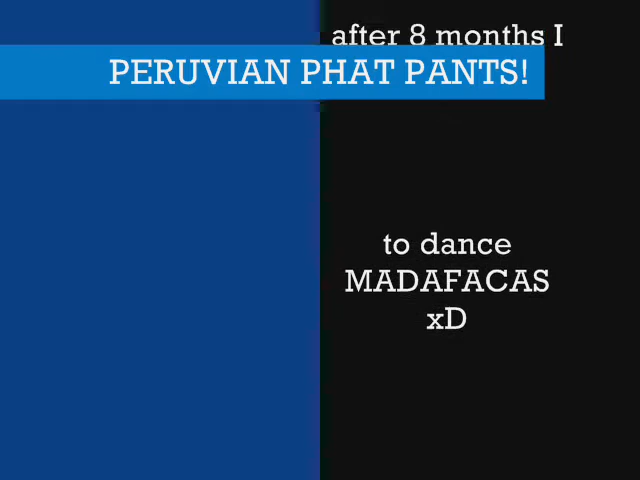 after 8 months I
PERUVIAN PHAT PANTS!
to dance
MADAFACAS
xD